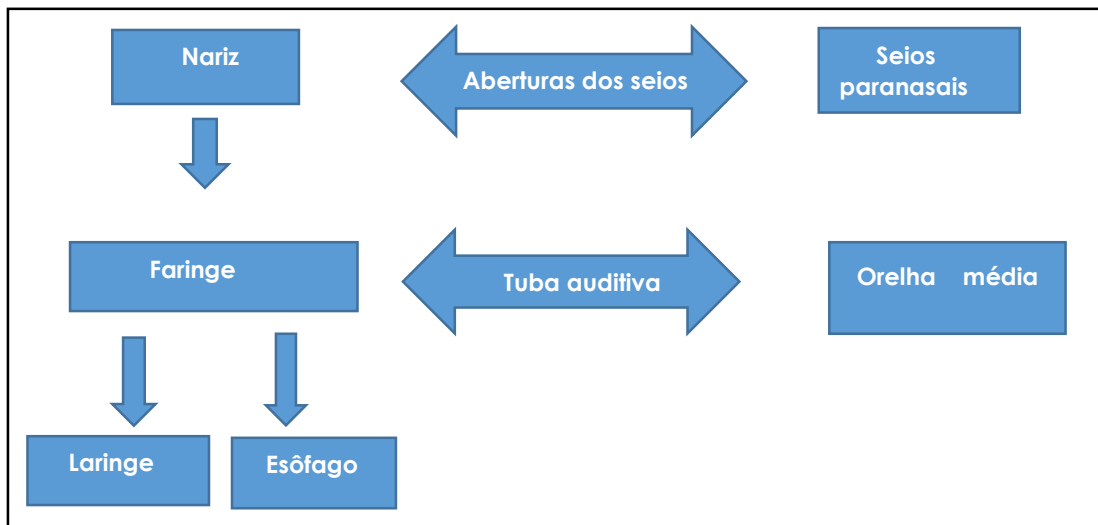 Nariz
Aberturas dos seios
Seios
paranasais
Faringe
Tuba auditiva
Orelha média
Laringe
Esôfago